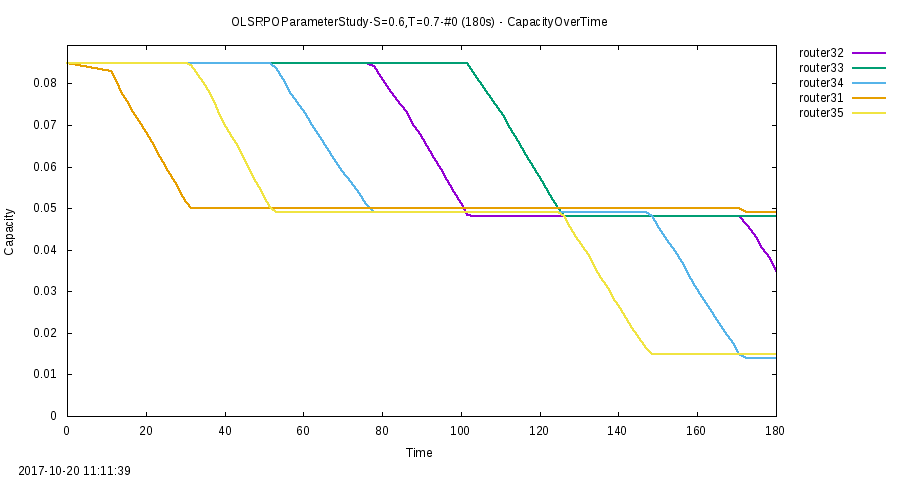 OLSRPOParameterStudy-S=0.6,T=0.7-#0 (180s) - CapacityOverTime
router32
router33
router34
router31
router35
0.08
0.07
0.06
0.05
0.04
0.03
0.02
0.01
0
Capacity
0 20 40 60 80 100 120 140 160 180
Time
2017-10-20 11:11:39